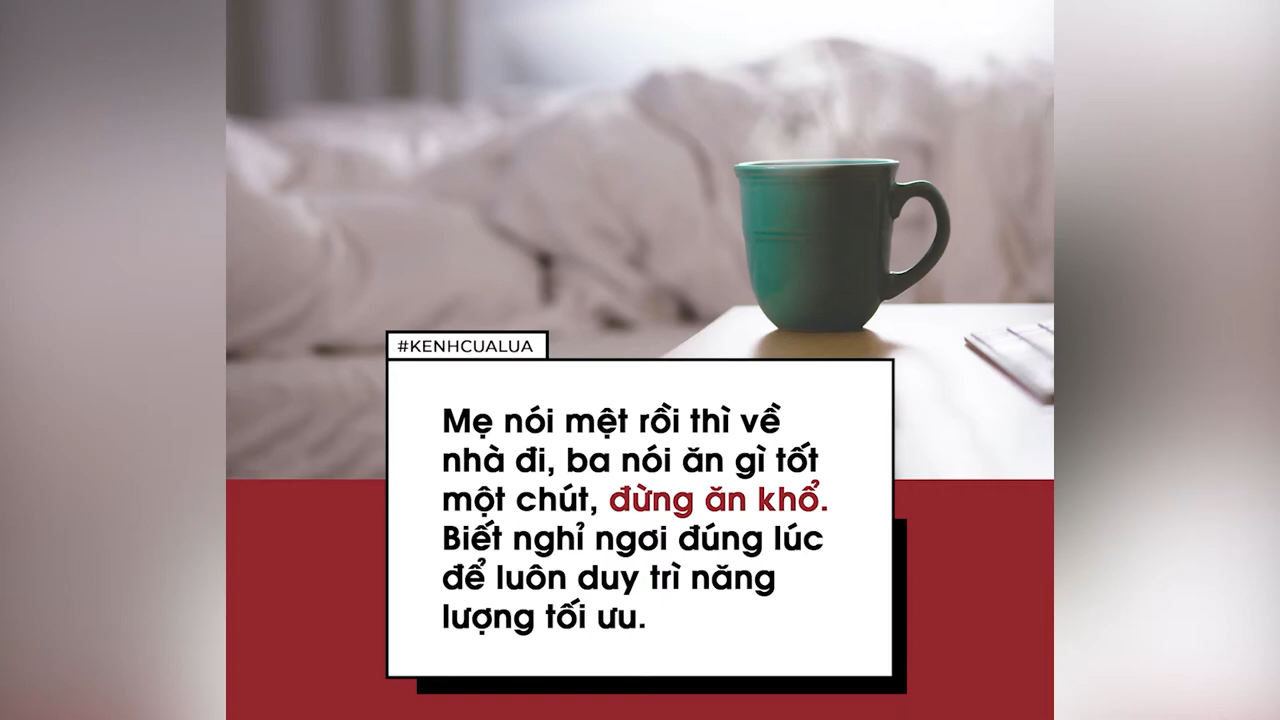 #KENHCUALUA
Mẹ nói mệt rồi thì về
nhà đi, ba nói ăn gì tốt
một chút, đừng ăn khổ.
Biết nghỉ ngơi đúng lúc
để luôn duy trì năng
lượng tối ưu.